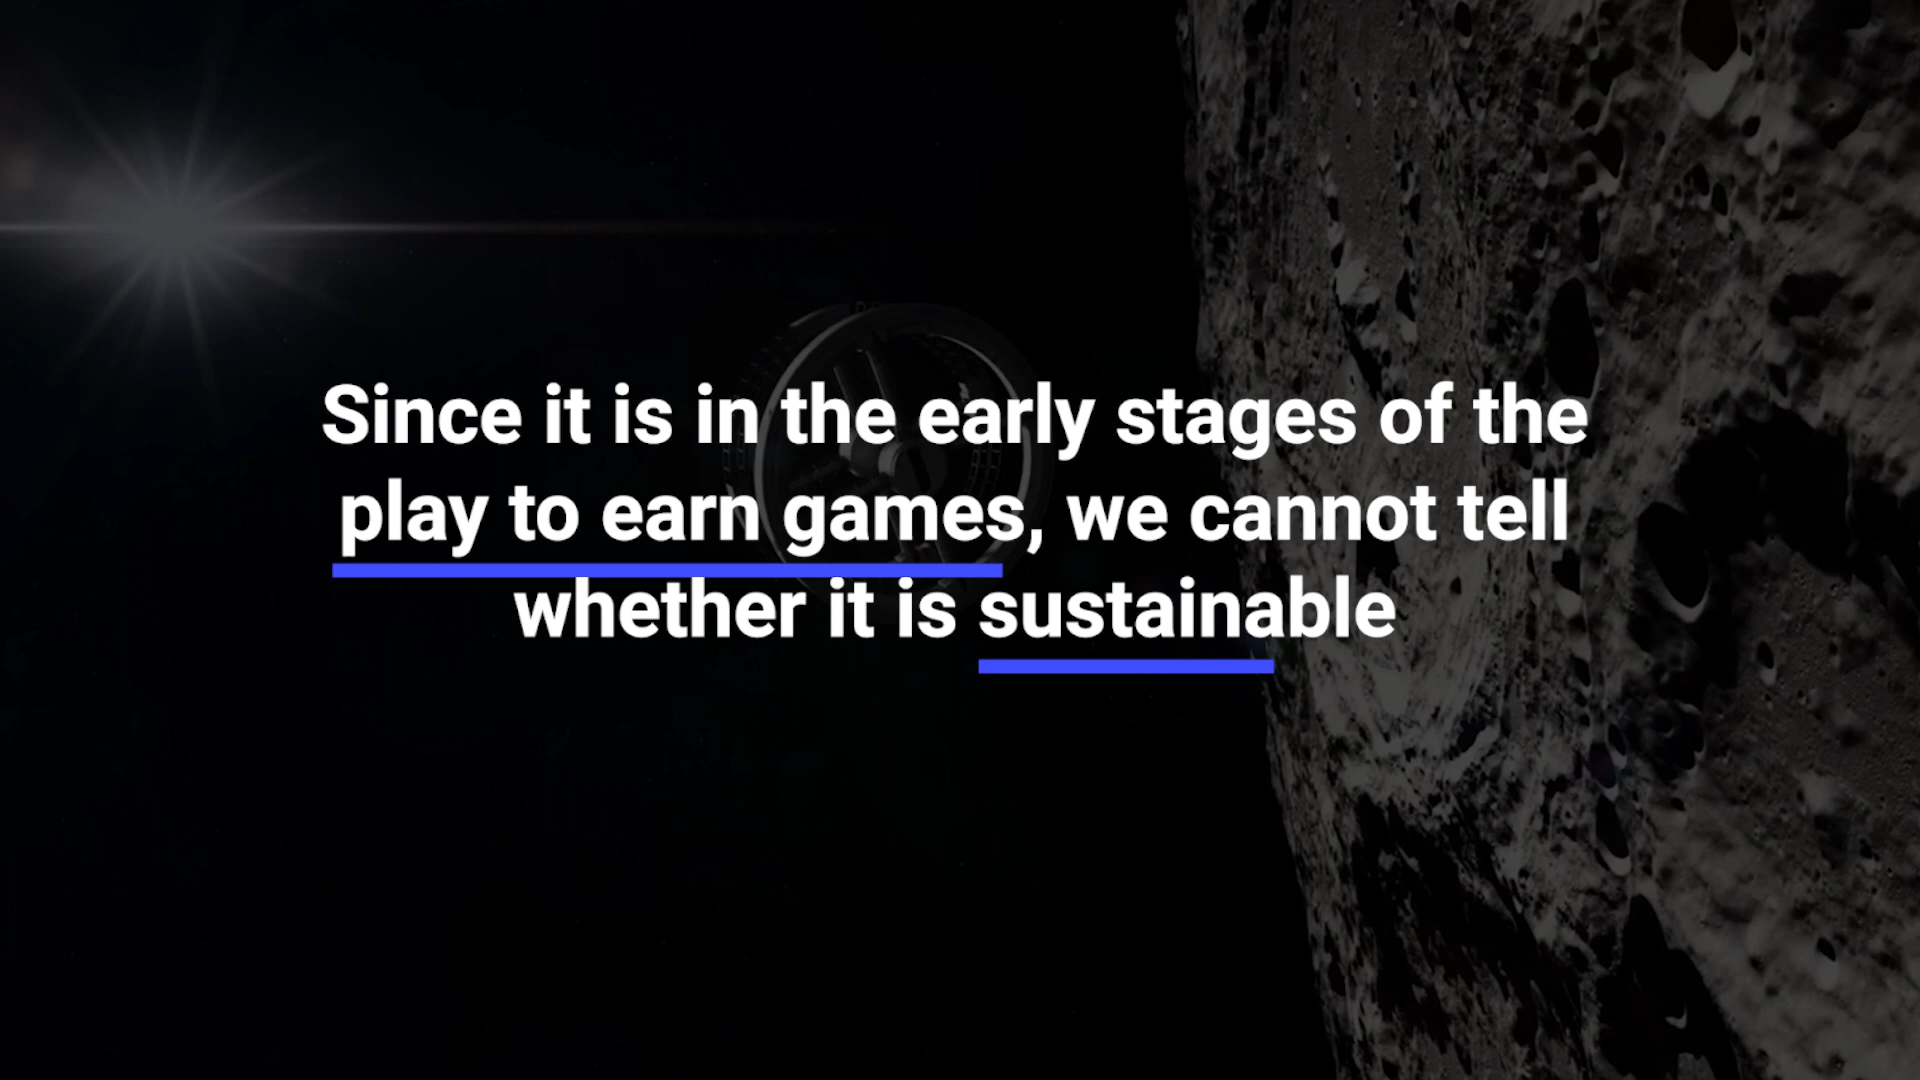 Since it is in the early stages of the
play to earn games, we cannot tell
whether it is sustainable